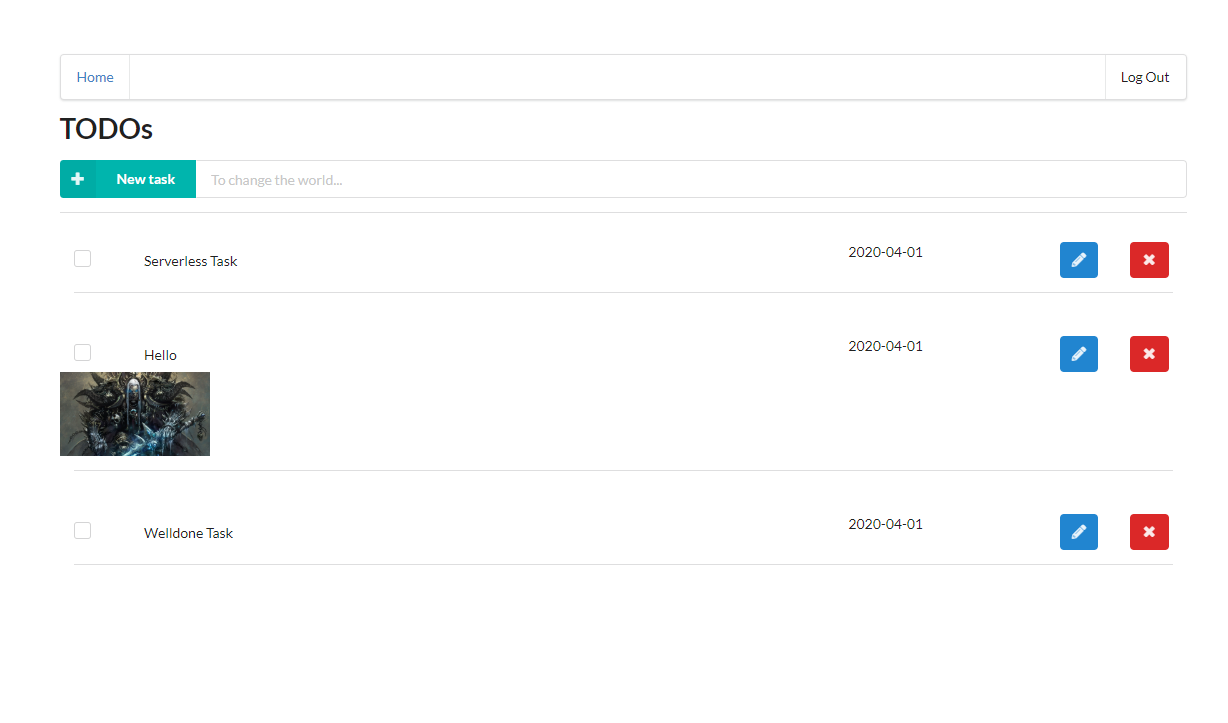 Home
Log Out
TODOs
New task
To change the world...
Serverless Task
2020-04-01
Hello
2020-04-01
Welldone Task
2020-04-01